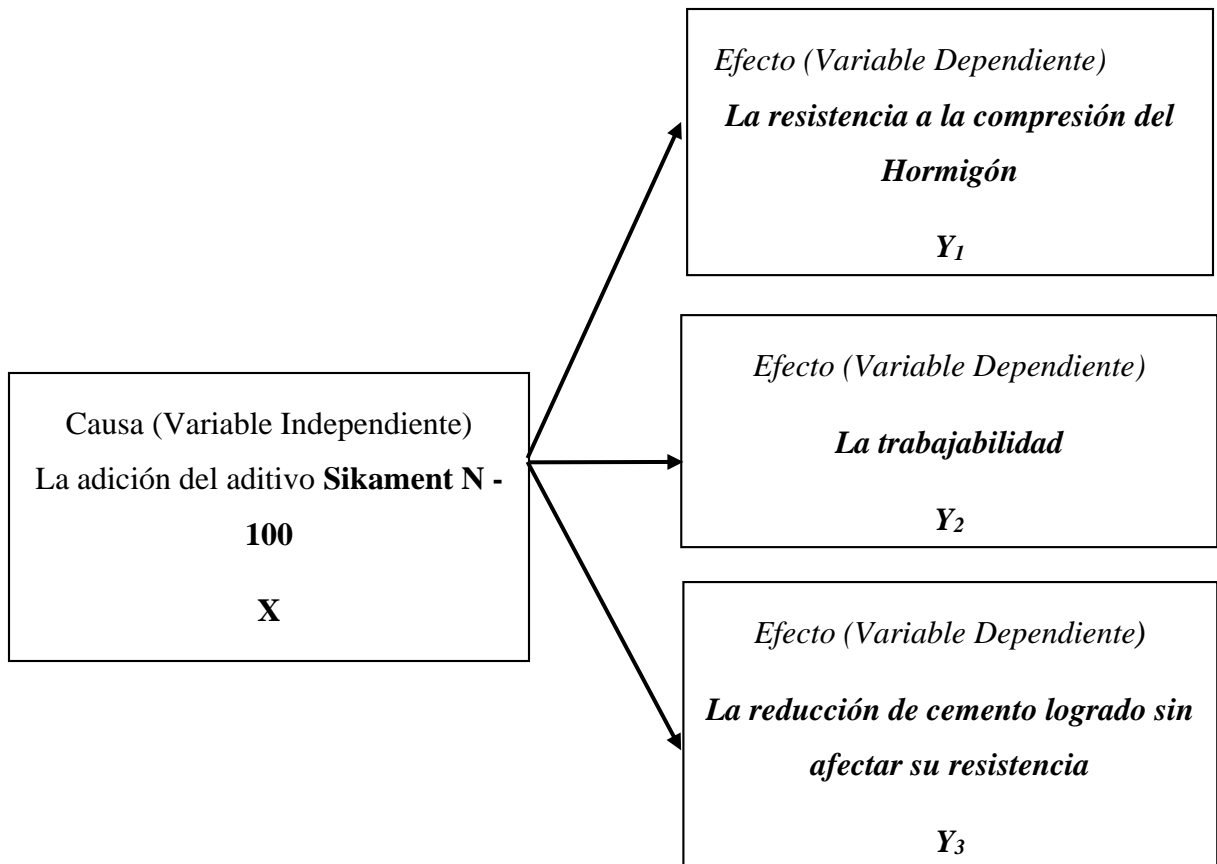 Efecto (Variable Dependiente)
La resistencia a la compresión del
Hormigón
Y1
Causa (Variable Independiente)
La adición del aditivo Sikament N -
100
X
Efecto (Variable Dependiente)
La trabajabilidad
Y2
Efecto (Variable Dependiente)
La reducción de cemento logrado sin
afectar su resistencia
Y3